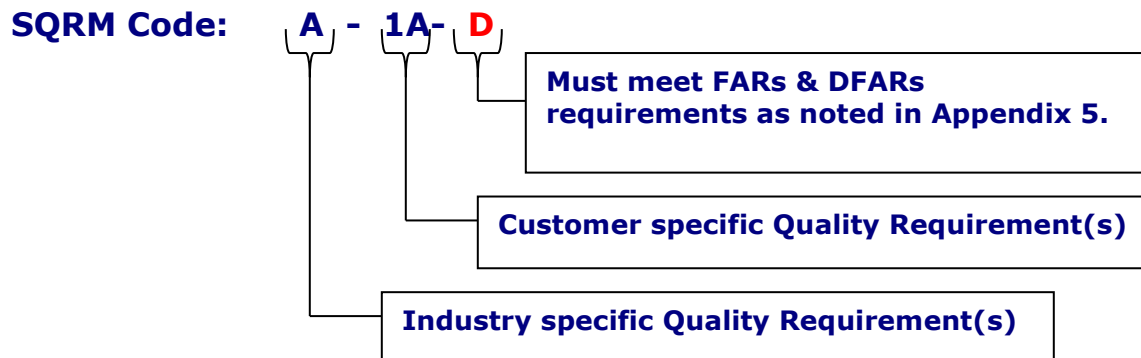 SQRM Code: A - 1A- D
Must meet FARs & DFARs
requirements as noted in Appendix 5.
Customer specific Quality Requirement(s)
Industry specific Quality Requirement(s)